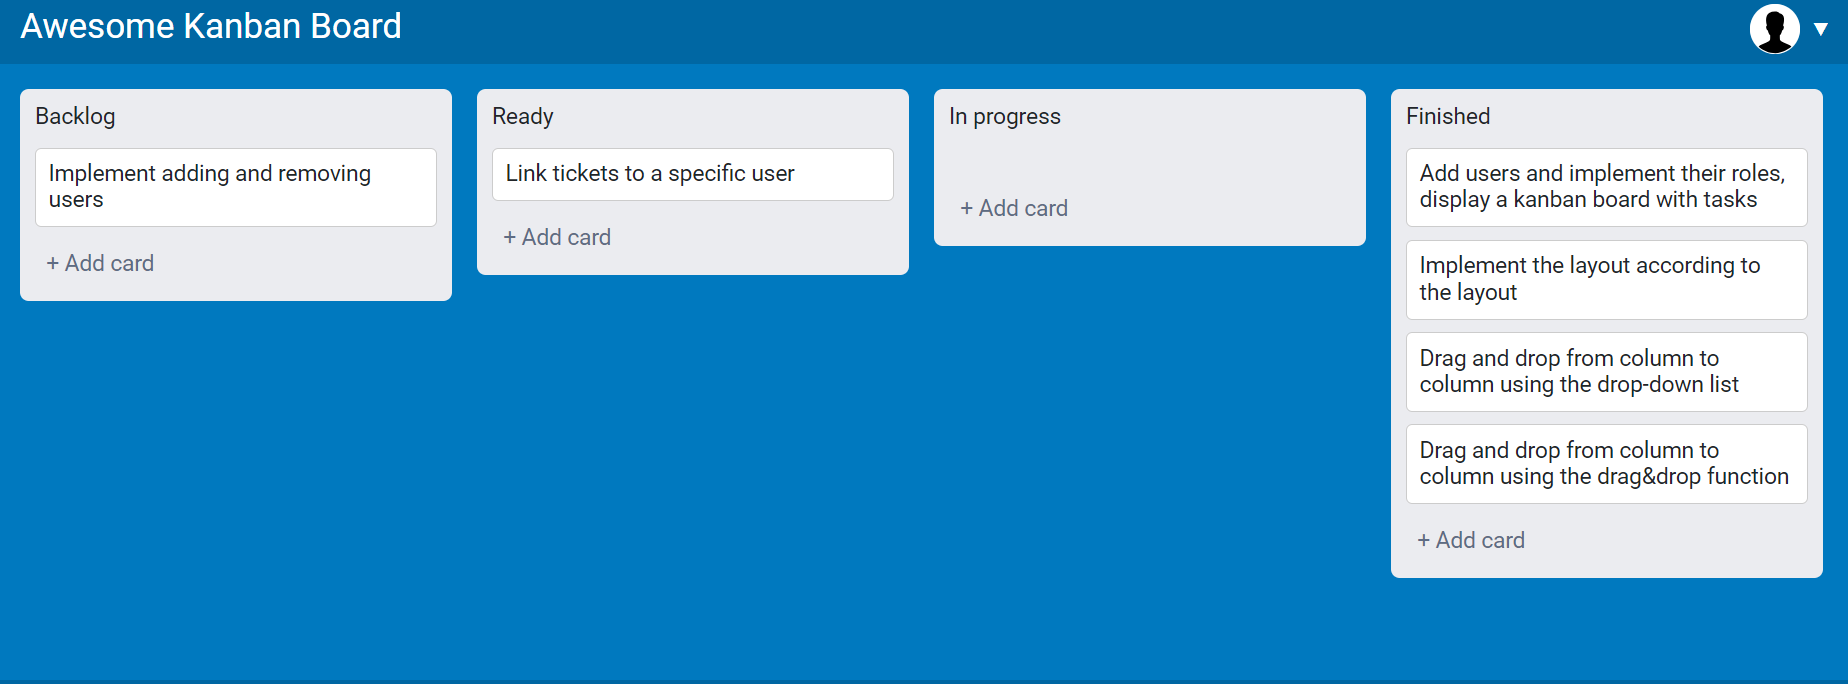 Awesome Kanban Board
Backlog
Implement adding and removing
users
+ Add card
Ready
Link tickets to a specific user
+ Add card
In progress
+ Add card
Finished
Add users and implement their roles,
display a kanban board with tasks
Implement the layout according to
the layout
Drag and drop from column to
column using the drop-down list
Drag and drop from column to
column using the drag&drop function
+ Add card